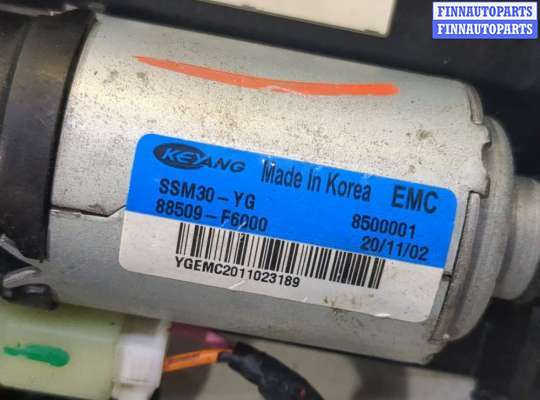 FINNAUTOPARTS
FINNAUTOPARTS
KEYANG Made In Korea EMC
SSM30-YG
88509-F6000 8500001
20/11/02
YGEMC2011023189